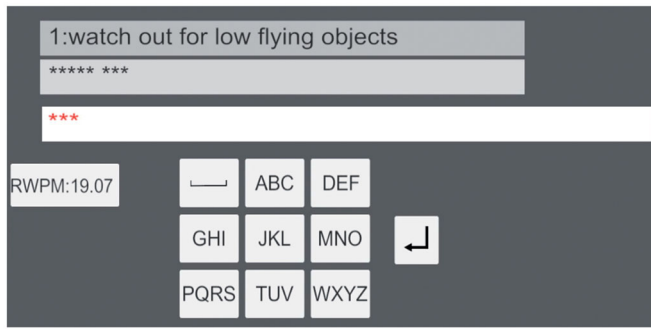 1:watch out for low flying objects
***** ***
***
RWPM:19.07
ABC DEF
GHI JKL MNO
PQRS TUV WXYZ